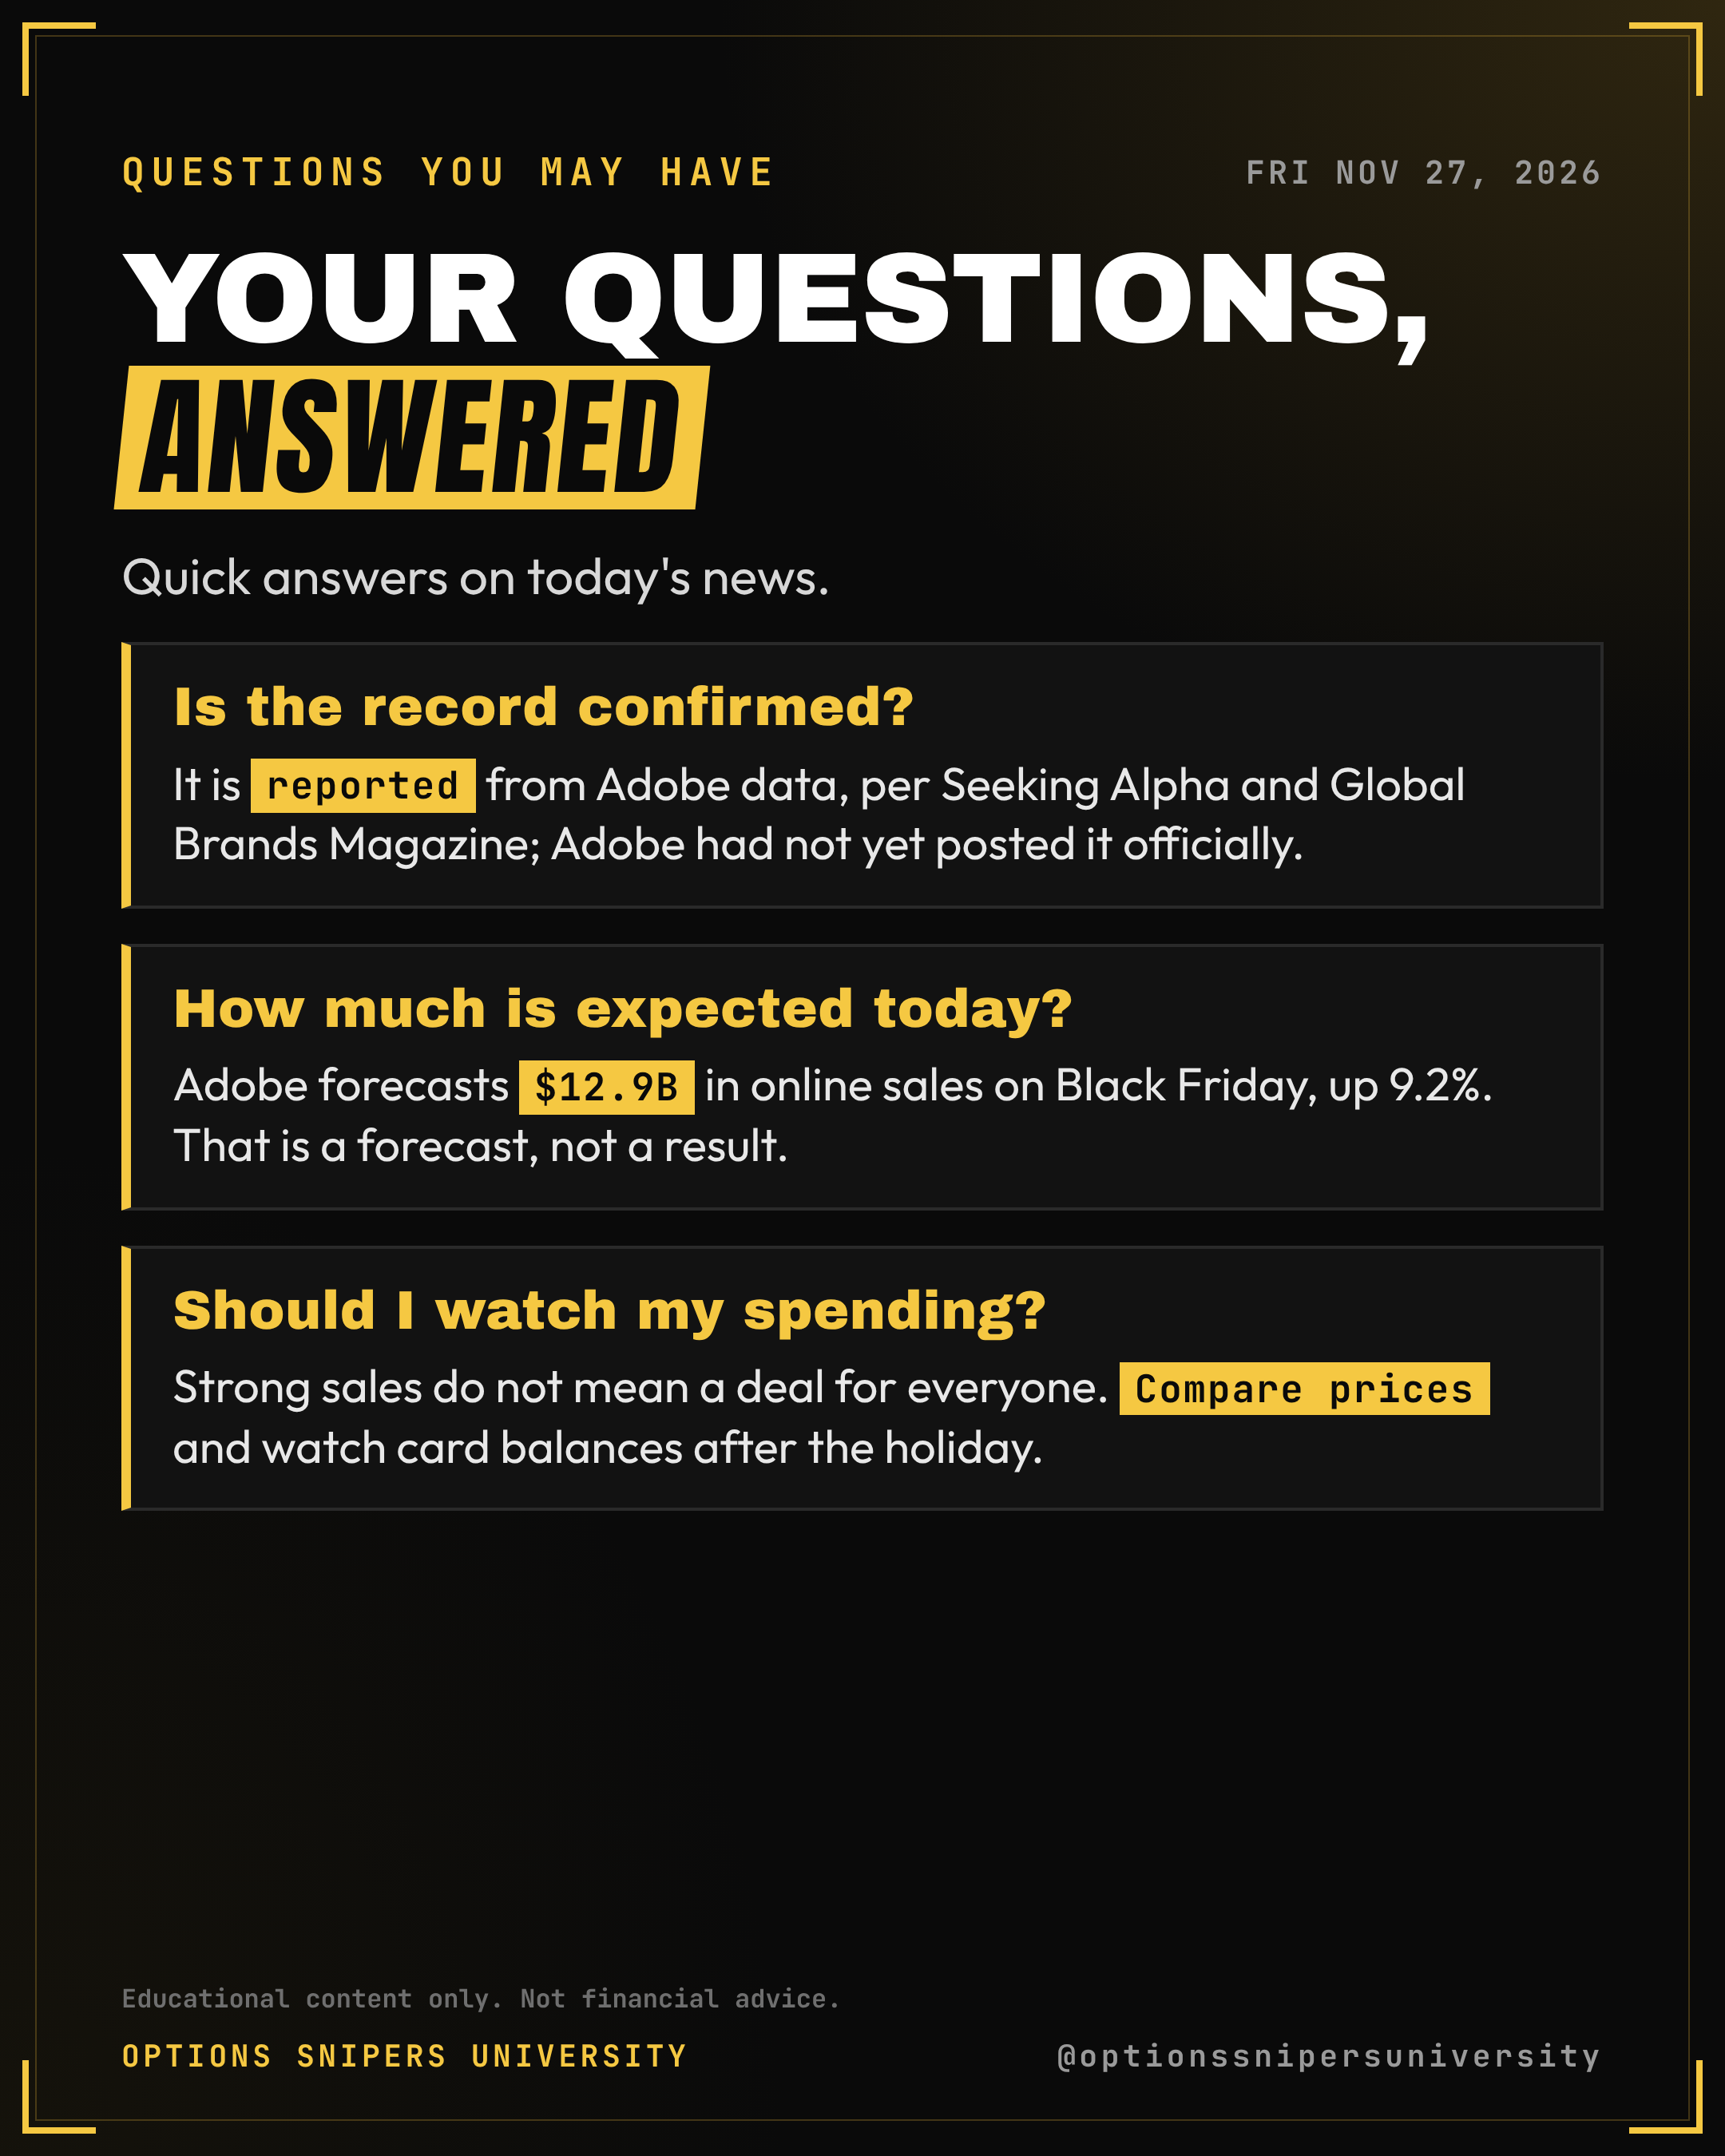 QUESTIONS YOU MAY HAVE
FRI NOV 27, 2026
YOUR QUESTIONS,
ANSWERED
Quick answers on today's news.
Is the record confirmed?
It is reported from Adobe data, per Seeking Alpha and Global
Brands Magazine; Adobe had not yet posted it officially.
How much is expected today?
Adobe forecasts $12.9B in online sales on Black Friday, up 9.2%.
That is a forecast, not a result.
Should I watch my spending?
Strong sales do not mean a deal for everyone. Compare prices
and watch card balances after the holiday.
Educational content only. Not financial advice.
OPTIONS SNIPERS UNIVERSITY
@optionssnipersuniversity